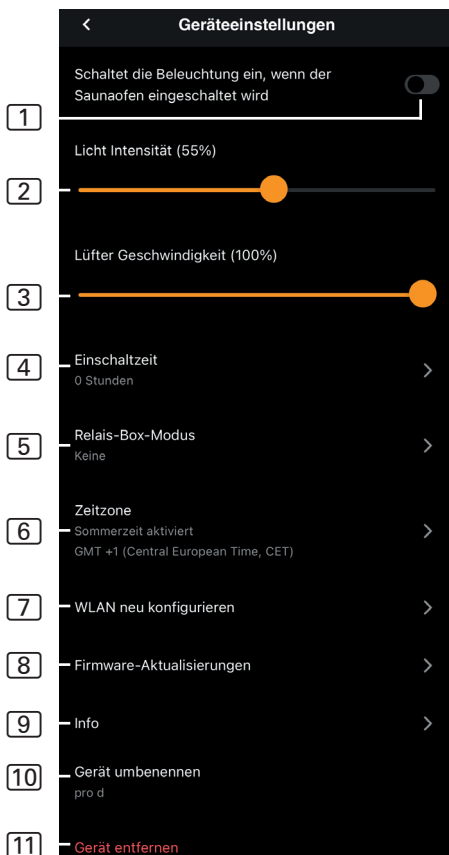 Geräteeinstellungen
Schaltet die Beleuchtung ein, wenn der
Saunaofen eingeschaltet wird
1
Licht Intensität (55%)
2
Lüfter Geschwindigkeit (100%)
3
4
Einschaltzeit
0 Stunden
5
Relais-Box-Modus
Keine
6
Zeitzone
Sommerzeit aktiviert
GMT +1 (Central European Time, CET)
7
WLAN neu konfigurieren
8
Firmware-Aktualisierungen
9
Info
10
Gerät umbenennen
pro d
11
Gerät entfernen